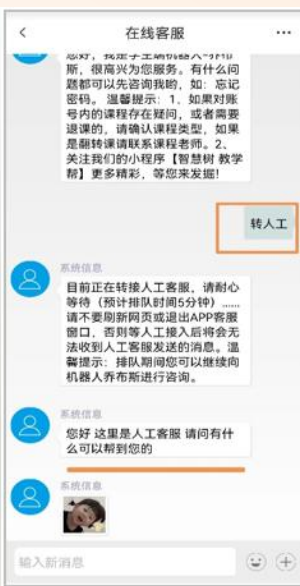 在线客服
您好，我是学生端机器人乔布
斯，很高兴为您服务。有什么问
题都可以先咨询我哟，如：忘记
密码。 温馨提示：1、如果对账
号内的课程存在疑问，或者需要
退课的，请确认课程类型，如果
是翻转课请联系课程老师。2、
关注我们的小程序【智慧树 教学
帮】更多精彩，等您来发掘！
转人工
系统信息
目前正在转接人工客服，请耐心
等待（预计排队时间5分钟）......
请不要刷新网页或退出APP客服
窗口，否则等人工接入后将会无
法收到人工客服发送的消息。温
馨提示：排队期间您可以继续向
机器人乔布斯进行咨询。
系统信息
您好 这里是人工客服 请问有什
么可以帮到您的
系统信息
输入新消息